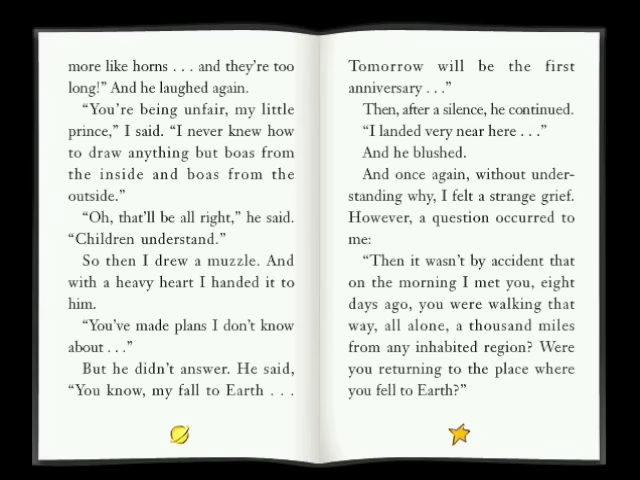 more like horns . . . and they're too
long!" And he laughed again.
"You're being unfair, my little
prince," I said. "I never knew how
to draw anything but boas from
the inside and boas from the
outside."
"Oh, that'll be all right," he said.
"Children understand."
So then I drew a muzzle. And
with a heavy heart I handed it to
him.
"You've made plans I don't know
about . . ."
But he didn't answer. He said,
"You know, my fall to Earth . . .
Tomorrow will be the first
anniversary . . ."
Then, after a silence, he continued.
"I landed very near here . . ."
And he blushed.
And once again, without under-
standing why, I felt a strange grief.
However, a question occurred to
me:
"Then it wasn't by accident that
on the morning I met you, eight
days ago, you were walking that
way, all alone, a thousand miles
from any inhabited region? Were
you returning to the place where
you fell to Earth?"